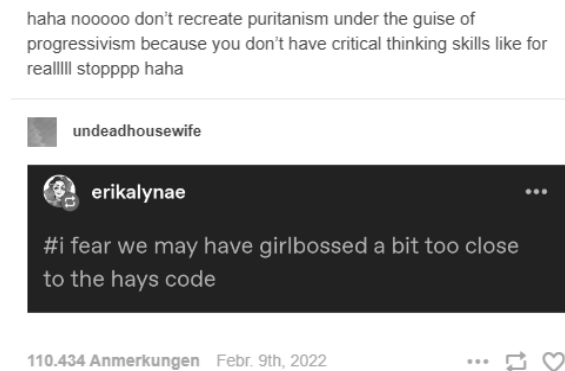 haha nooooo don't recreate puritanism under the guise of
progressivism because you don't have critical thinking skills like for
realllll stopppp haha
undeadhousewife
erikalynae
#i fear we may have girlbossed a bit too close
to the hays code
110.434 Anmerkungen Febr. 9th, 2022